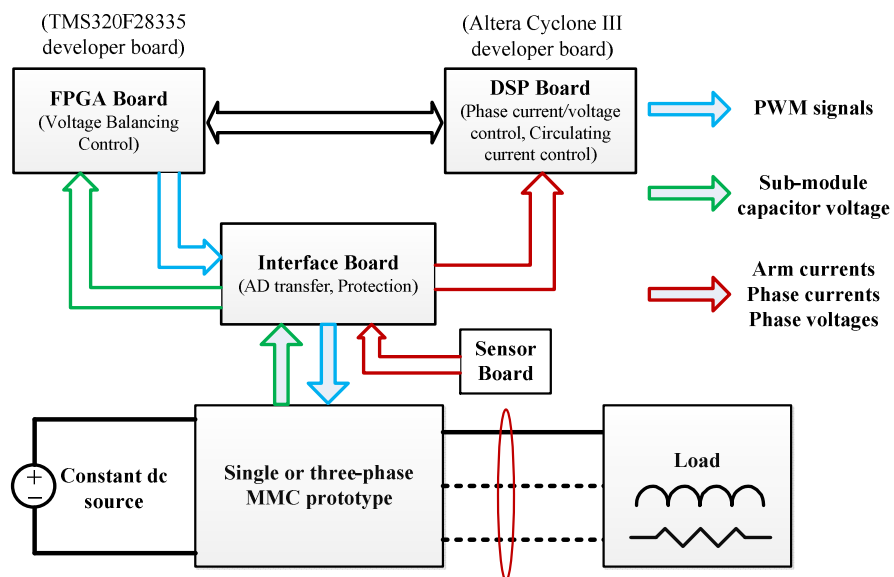 (TMS320F28335
developer board)
(Altera Cyclone III
developer board)
FPGA Board
(Voltage Balancing
Control)
DSP Board
(Phase current/voltage
control, Circulating
current control)
PWM signals
Sub-module
capacitor voltage
Interface Board
(AD transfer, Protection)
Arm currents
Phase currents
Phase voltages
Sensor
Board
Constant dc
source
Single or three-phase
MMC prototype
Load